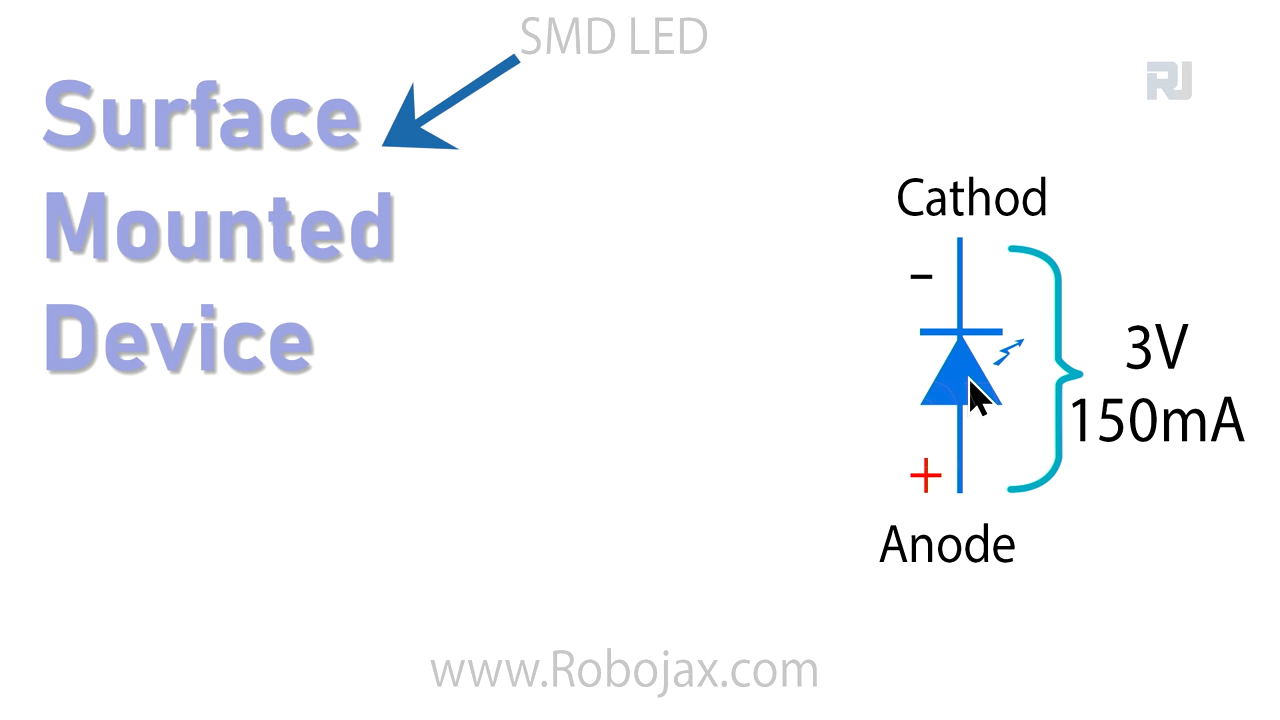 SMD LED
RJ
Surface
Mounted
Device
Cathod
–
3V
150mA
+
Anode
www.Robojax.com